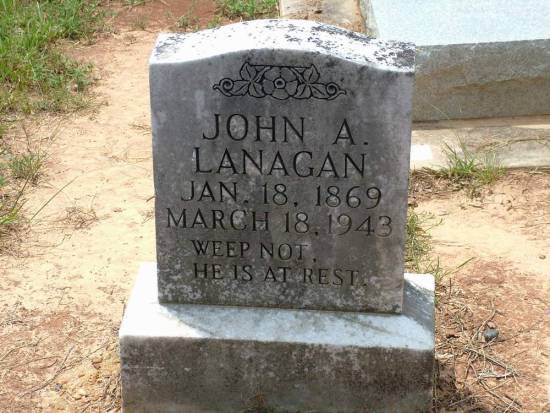 JOHN A.
LANAGAN
JAN. 18, 1869
MARCH 18, 1943
WEEP NOT,
HE IS AT REST.